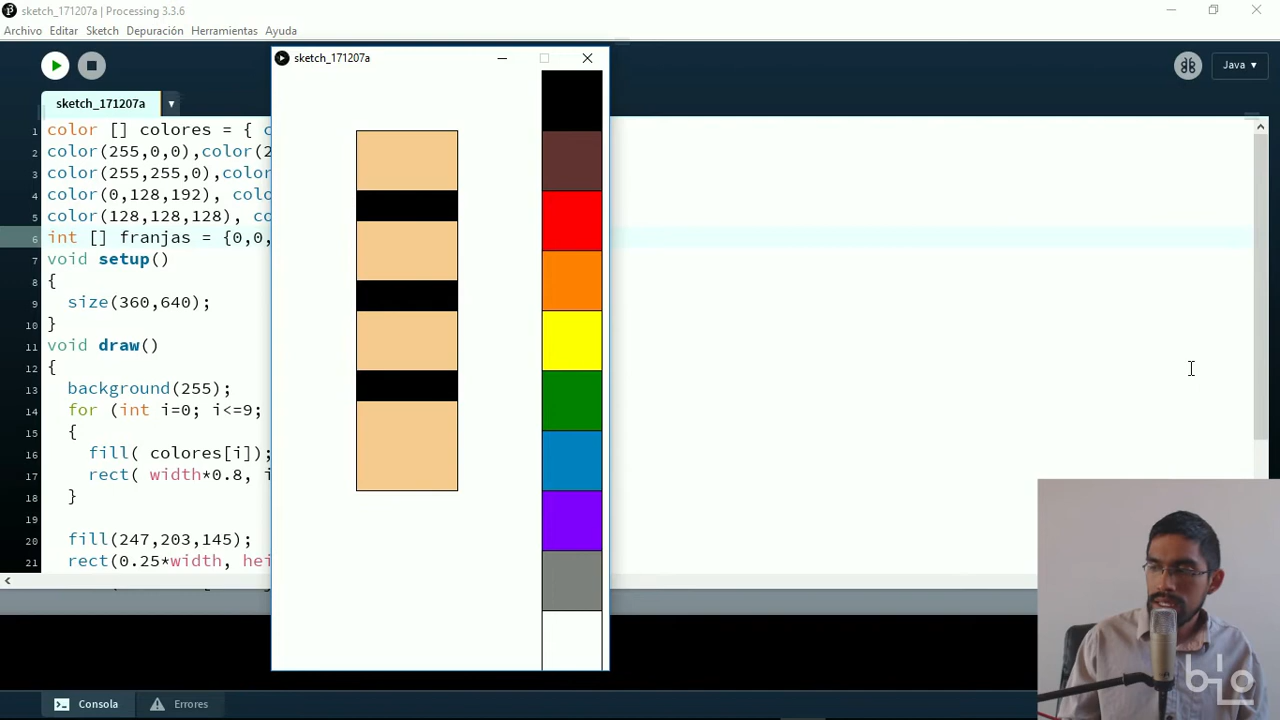 sketch_171207a | Processing 3.3.6
Archivo Editar Sketch Depuración Herramientas Ayuda
sketch_171207a
Java ▾
sketch_171207a ▾
1 color [] colores = {
2 color(255,0,0),color(2
3 color(255,255,0),color
4 color(0,128,192),
5 color(128,128,128),
6 int [] franjas = {0,0,
7 void setup()
8 {
9 size(360,640);
10 }
11 void draw()
12 {
13 background(255);
14 for (int i=0; i<=9;
15 {
16 fill( colores[i]);
17 rect( width*0.8, i
18 }
19
20 fill(247,203,145);
21 rect(0.25*width, hei
Consola Errores